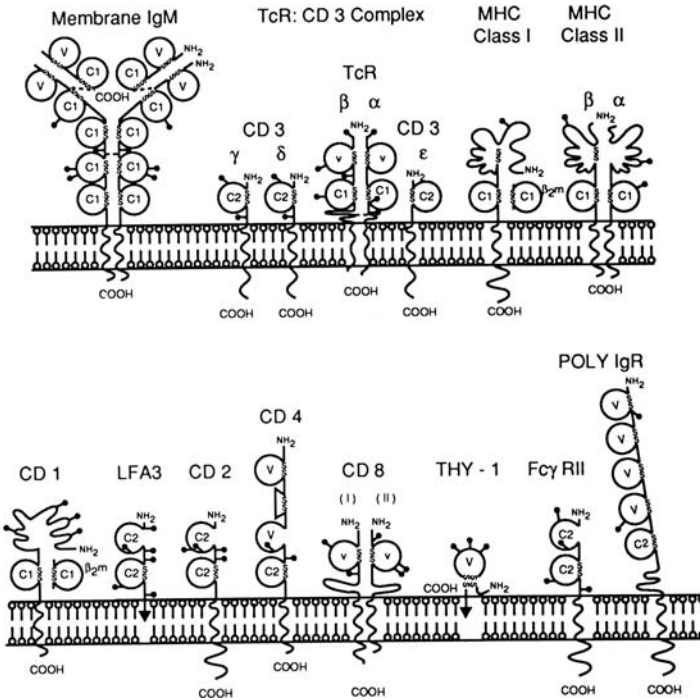 Membrane IgM
TcR: CD 3 Complex
MHC
Class I
MHC
Class II
V
C1
V
C1
COOH
V
C1
V
C1
NH2
NH2
C1
C1
C1
C1
C1
C1
COOH
CD 3
γ
δ
C2
NH2
C2
NH2
COOH
COOH
TcR
β
α
NH2
V
V
C1
C1
COOH
CD 3
ε
NH2
C2
COOH
NH2
C1
C1
β2m
COOH
β
α
NH2
C1
C1
COOH
CD 1
NH2
C1
C1
β2m
COOH
LFA3
NH2
C2
C2
CD 2
NH2
C2
C2
COOH
CD 4
NH2
V
V
C2
COOH
CD 8
(I)
(II)
NH2
NH2
V
V
COOH
THY - 1
V
COOH
NH2
Fcγ RII
NH2
C2
C2
COOH
POLY IgR
NH2
V
V
V
V
C2
COOH